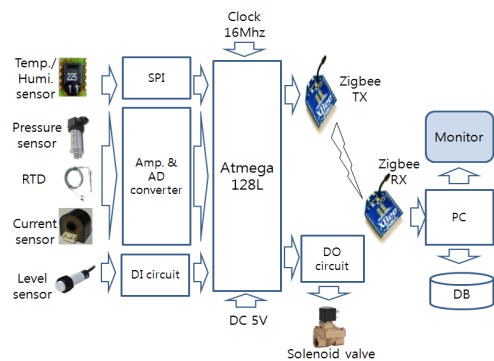 Clock
16Mhz
Temp./
Humi.
sensor
225
SPI
Zigbee
TX
Pressure
sensor
Amp. &
AD
converter
Atmega
128L
RTD
Zigbee
RX
Monitor
Current
sensor
PC
DO
circuit
Level
sensor
DI circuit
DB
DC 5V
Solenoid valve